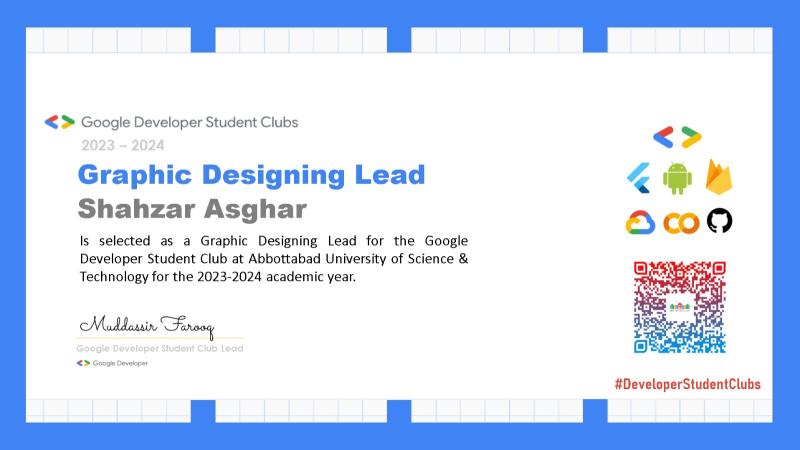 Google Developer Student Clubs
2023 – 2024
Graphic Designing Lead
Shahzar Asghar
Is selected as a Graphic Designing Lead for the Google
Developer Student Club at Abbottabad University of Science &
Technology for the 2023-2024 academic year.
Muddassir Farooq
Google Developer Student Club Lead
Google Developer
#DeveloperStudentClubs